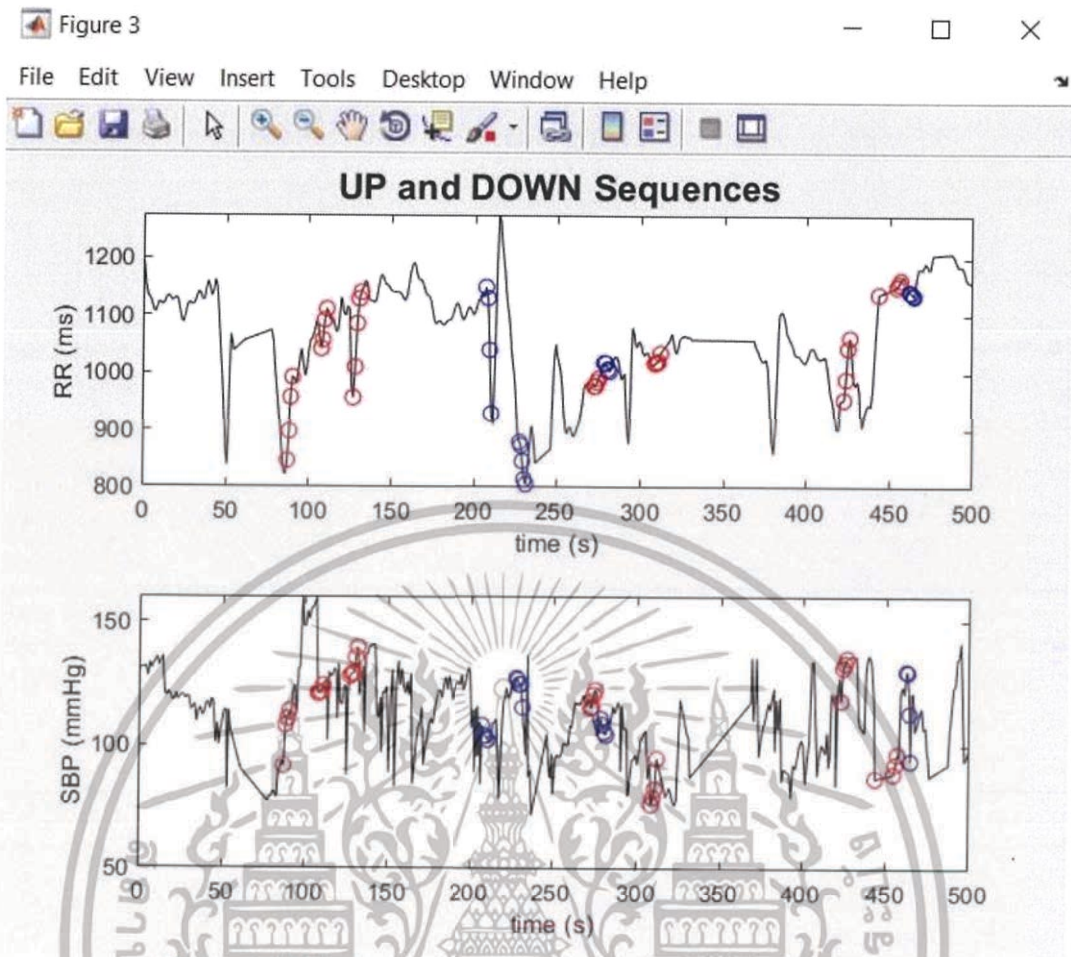 Figure 3
File Edit View Insert Tools Desktop Window Help
UP and DOWN Sequences
1200
1100
1000
900
800
RR (ms)
0 50 100 150 200 250 300 350 400 450 500
time (s)
150
100
50
SBP (mmHg)
0 50 100 150 200 250 300 350 400 450 500
time (s)